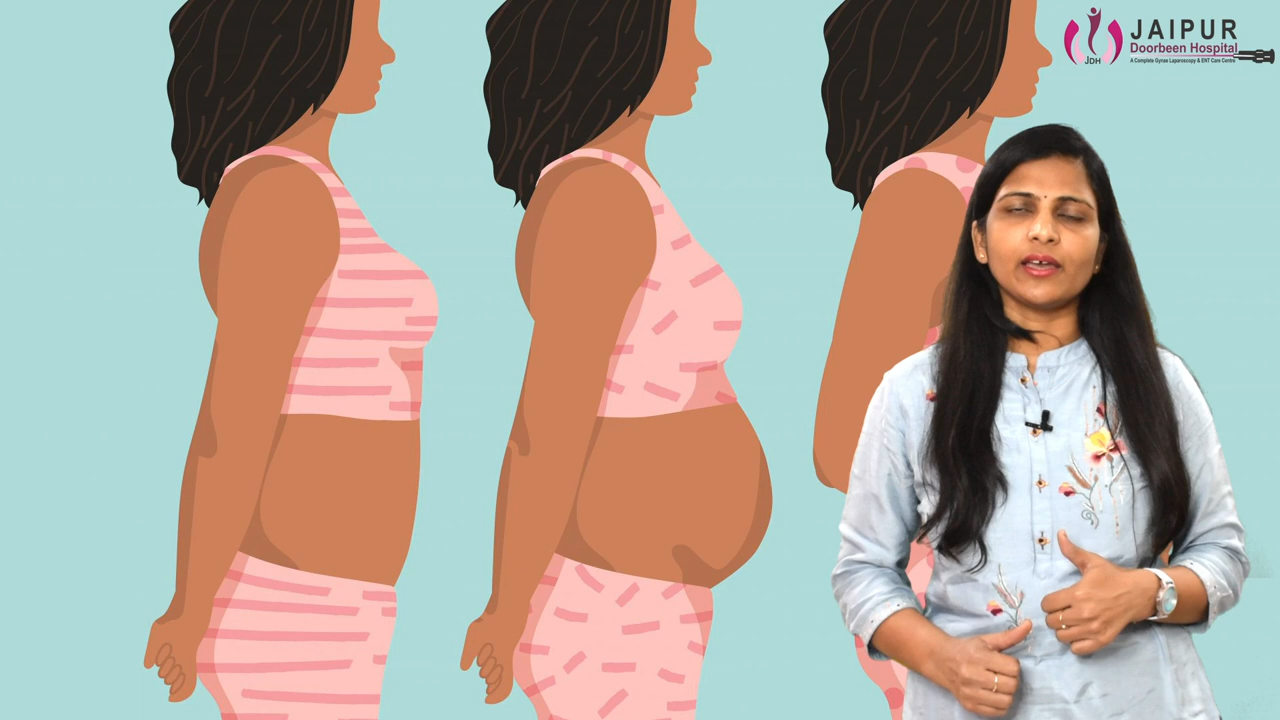 JAIPUR
Doorbeen Hospital
A Complete Gynae Laparoscopy & ENT Care Centre
JDH